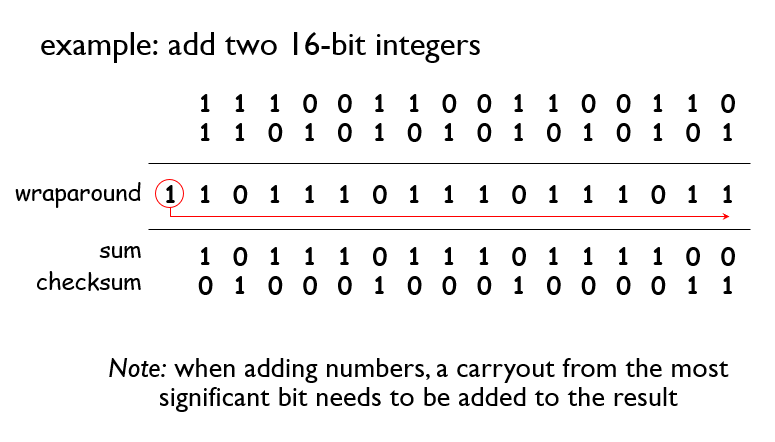 example: add two 16-bit integers
1 1 1 0 0 1 1 0 0 1 1 0 0 1 1 0
1 1 0 1 0 1 0 1 0 1 0 1 0 1 0 1
wraparound 1 1 0 1 1 1 0 1 1 1 0 1 1 1 0 1 1
sum 1 0 1 1 1 0 1 1 1 0 1 1 1 1 0 0
checksum 0 1 0 0 0 1 0 0 0 1 0 0 0 0 1 1
Note: when adding numbers, a carryout from the most
significant bit needs to be added to the result